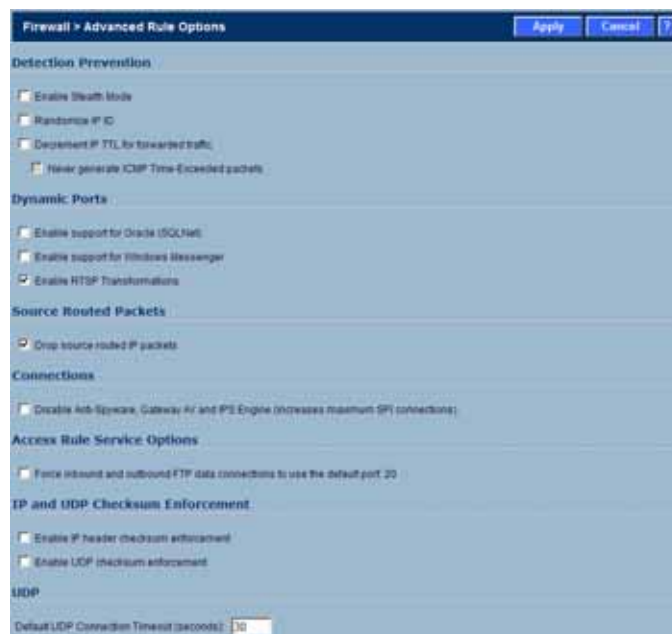 Firewall > Advanced Rule Options
Apply
Cancel
?
Detection Prevention
Enable Stealth Mode
Randomize IP ID
Decrement IP TTL for forwarded traffic
Never generate ICMP Time-Exceeded packets
Dynamic Ports
Enable support for Oracle (SQLNet)
Enable support for Windows Messenger
Enable RTSP Transformations
Source Routed Packets
Drop source routed IP packets
Connections
Disable Anti-Spyware, Gateway AV and IPS Engine (increases maximum SPI connections)
Access Rule Service Options
Force inbound and outbound FTP data connections to use the default port: 20
IP and UDP Checksum Enforcement
Enable IP header checksum enforcement
Enable UDP checksum enforcement
UDP
Default UDP Connection Timeout (seconds): 30